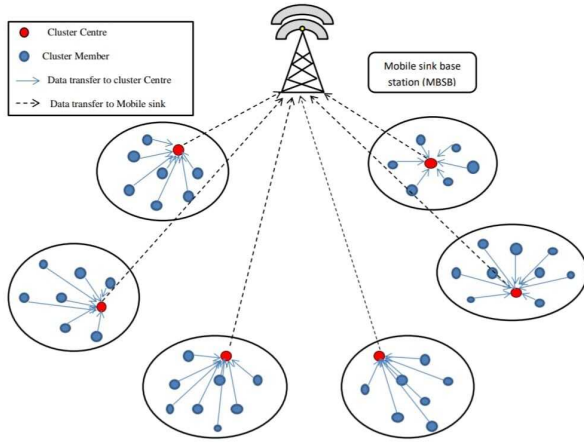 Cluster Centre
Cluster Member
Data transfer to cluster Centre
Data transfer to Mobile sink
Mobile sink base
station (MBSB)